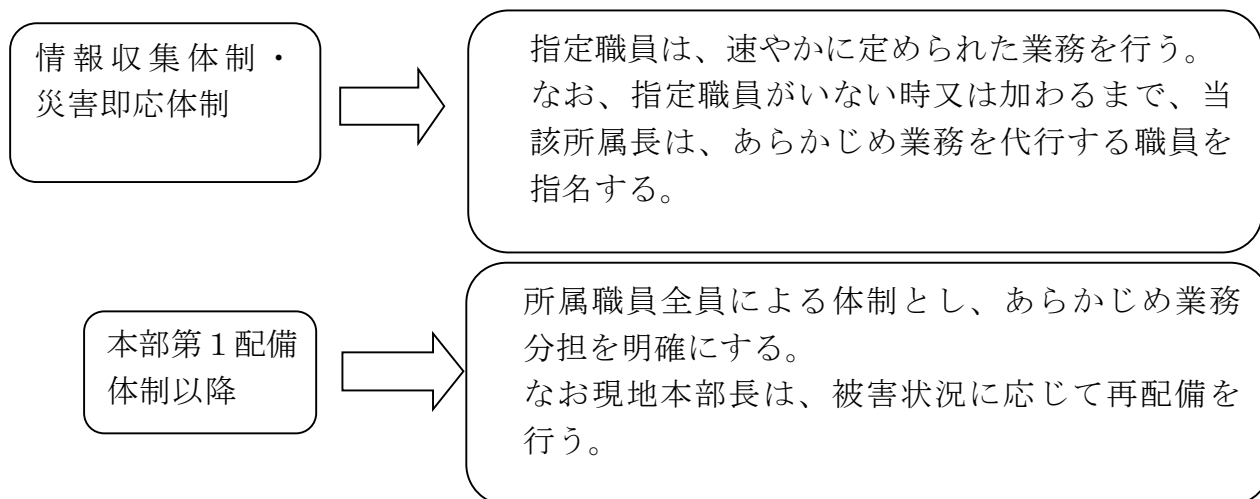 情報収集体制・
災害即応体制
指定職員は、速やかに定められた業務を行う。
なお、指定職員がいない時又は加わるまで、当
該所属長は、あらかじめ業務を代行する職員を
指名する。
本部第１配備
体制以降
所属職員全員による体制とし、あらかじめ業務
分担を明確にする。
なお現地本部長は、被害状況に応じて再配備を
行う。